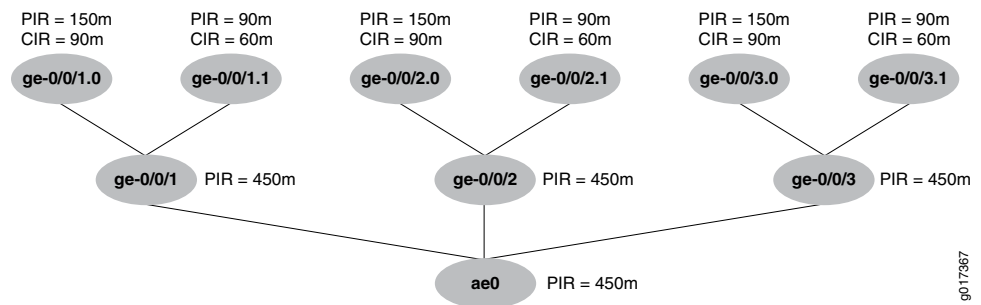 PIR = 150m
CIR = 90m
PIR = 90m
CIR = 60m
PIR = 150m
CIR = 90m
PIR = 90m
CIR = 60m
PIR = 150m
CIR = 90m
PIR = 90m
CIR = 60m
ge-0/0/1.0
ge-0/0/1.1
ge-0/0/2.0
ge-0/0/2.1
ge-0/0/3.0
ge-0/0/3.1
ge-0/0/1
PIR = 450m
ge-0/0/2
PIR = 450m
ge-0/0/3
PIR = 450m
ae0
PIR = 450m
g017367